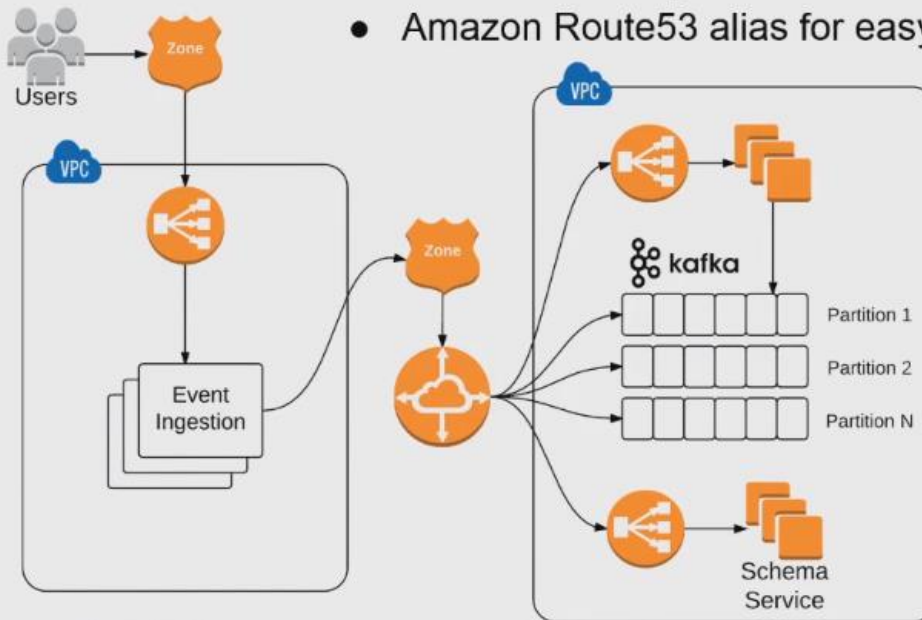 ● Amazon Route53 alias for easy
Users
Zone
VPC
VPC
Zone
kafka
Event
Ingestion
Partition 1
Partition 2
Partition N
Schema
Service